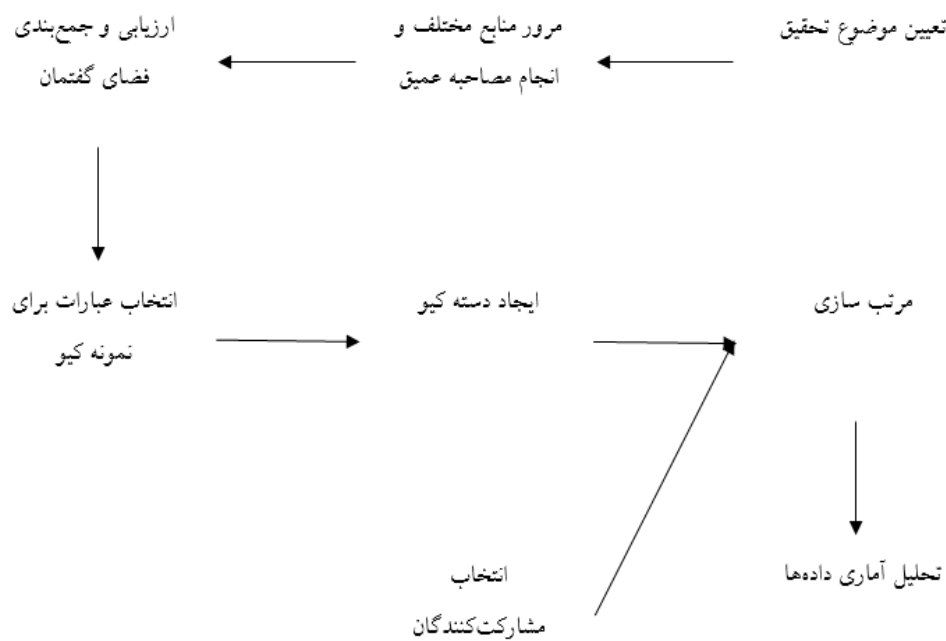 تعیین موضوع تحقیق
مرور منابع مختلف و
انجام مصاحبه عمیق
ارزیابی و جمع‌بندی
فضای گفتمان
انتخاب عبارات برای
نمونه کیو
ایجاد دسته کیو
مرتب سازی
انتخاب
مشارکت‌کنندگان
تحلیل آماری داده‌ها